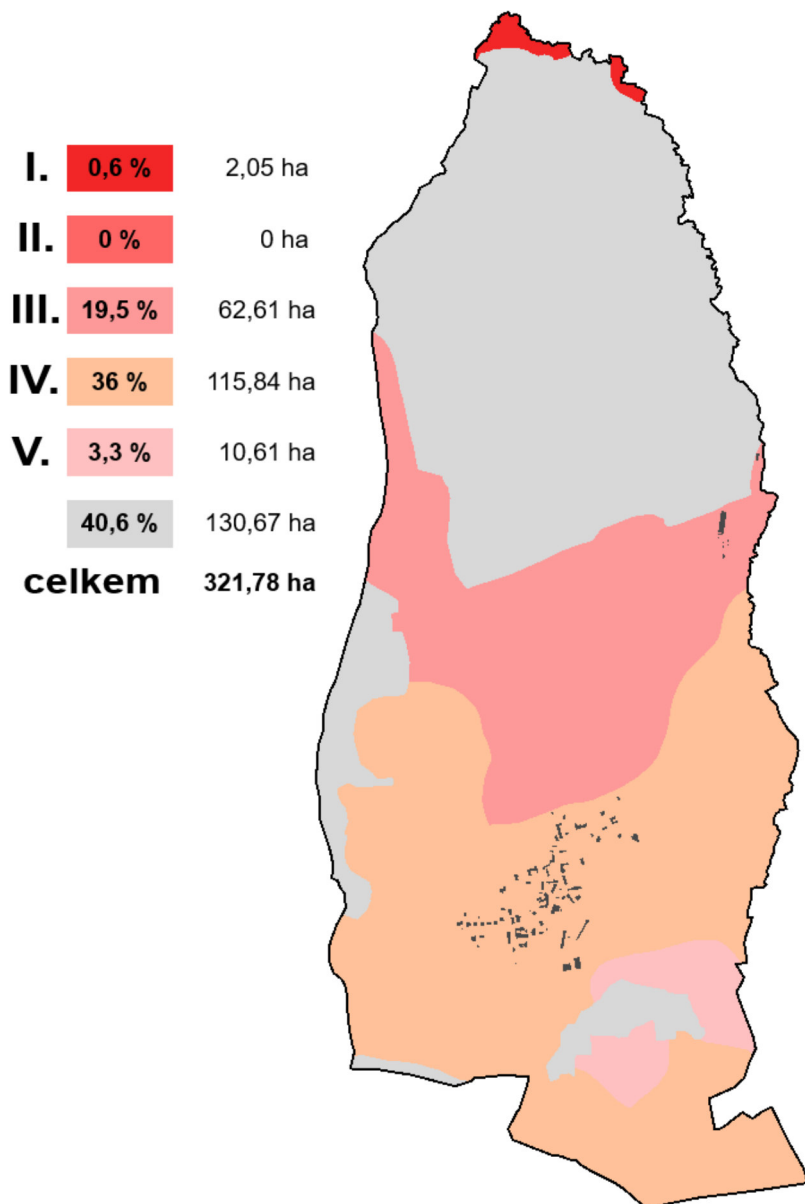 I. 0,6 % 2,05 ha
II. 0 % 0 ha
III. 19,5 % 62,61 ha
IV. 36 % 115,84 ha
V. 3,3 % 10,61 ha
40,6 % 130,67 ha
celkem 321,78 ha